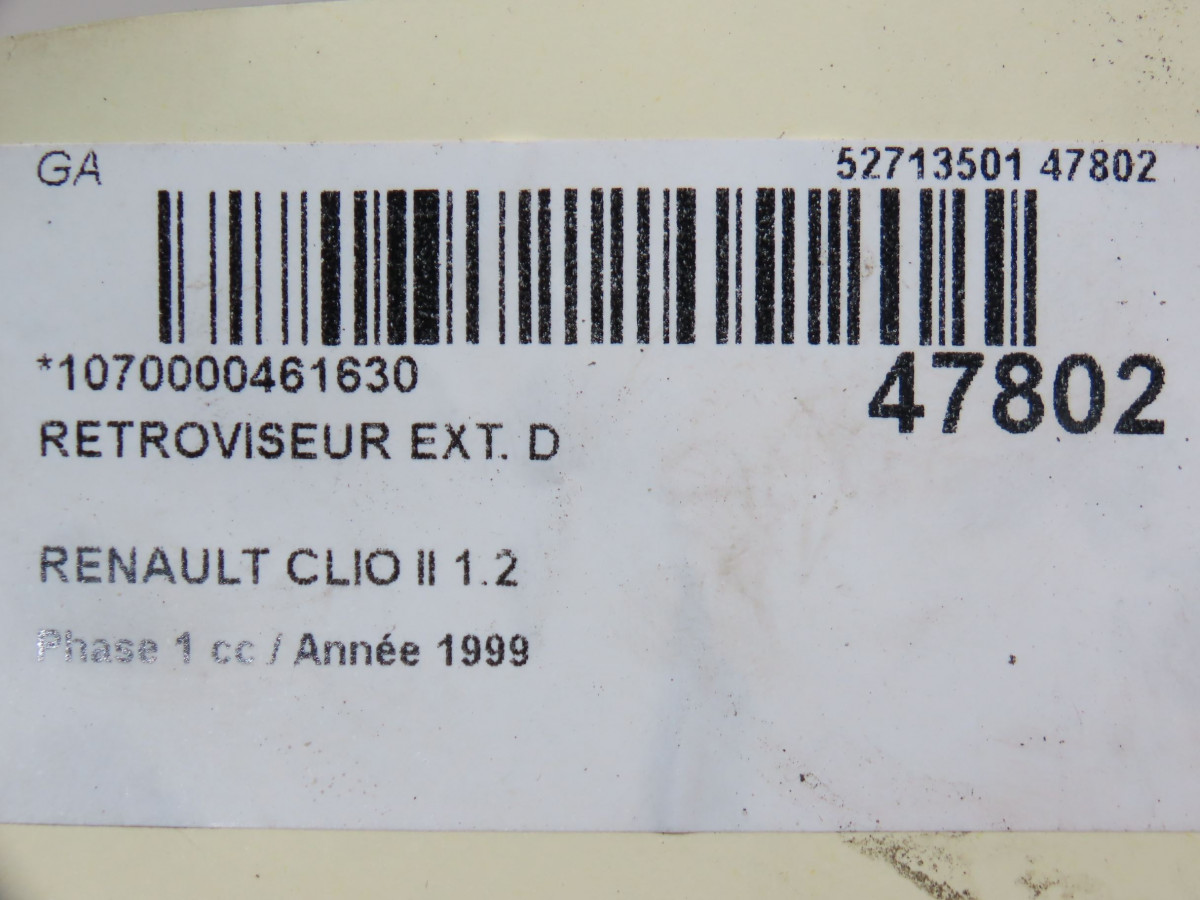 GA
52713501 47802
*1070000461630
47802
RETROVISEUR EXT. D
RENAULT CLIO II 1.2
Phase 1 cc / Année 1999